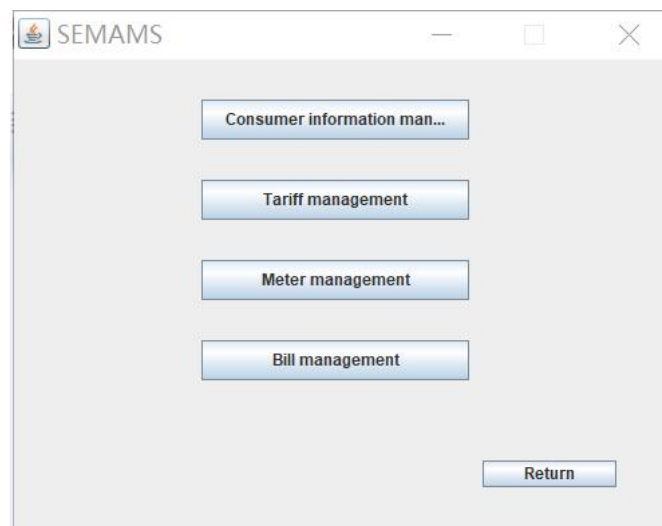 SEMAMS
Consumer information man...
Tariff management
Meter management
Bill management
Return